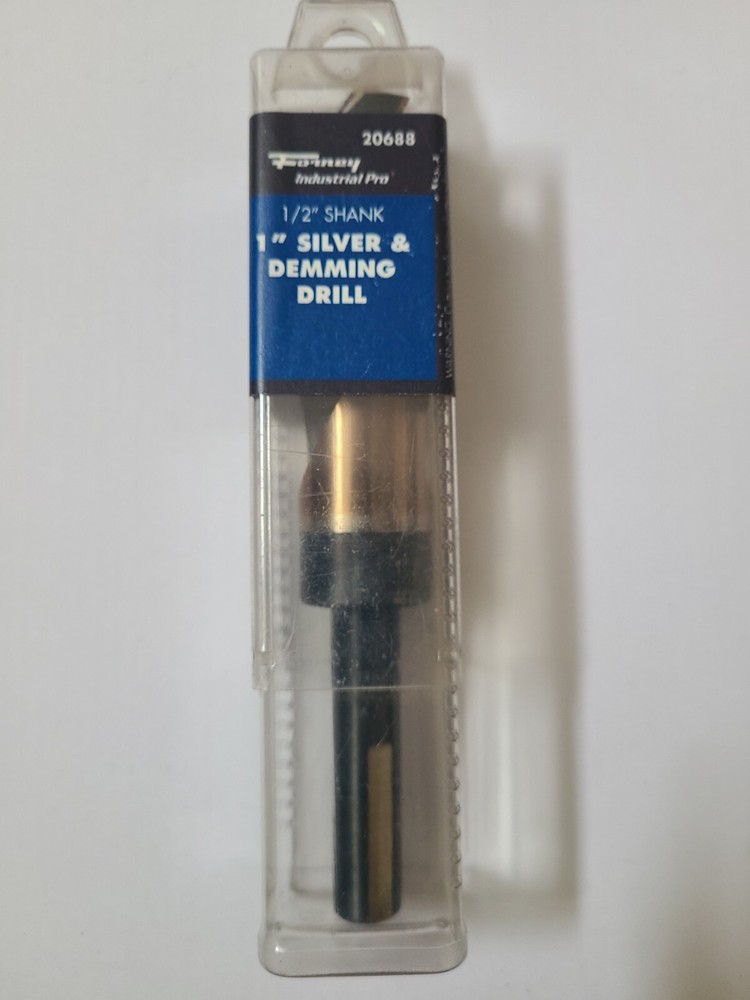 20688
Forney
Industrial Pro
1/2" SHANK
1" SILVER &
DEMMING
DRILL